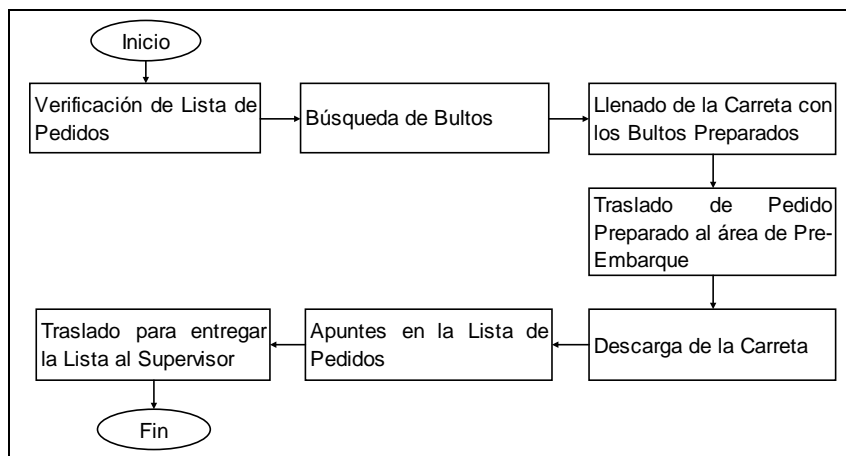 Inicio
Verificación de Lista de
Pedidos
Búsqueda de Bultos
Llenado de la Carreta con
los Bultos Preparados
Traslado de Pedido
Preparado al área de Pre-
Embarque
Descarga de la Carreta
Apuntes en la Lista de
Pedidos
Traslado para entregar
la Lista al Supervisor
Fin